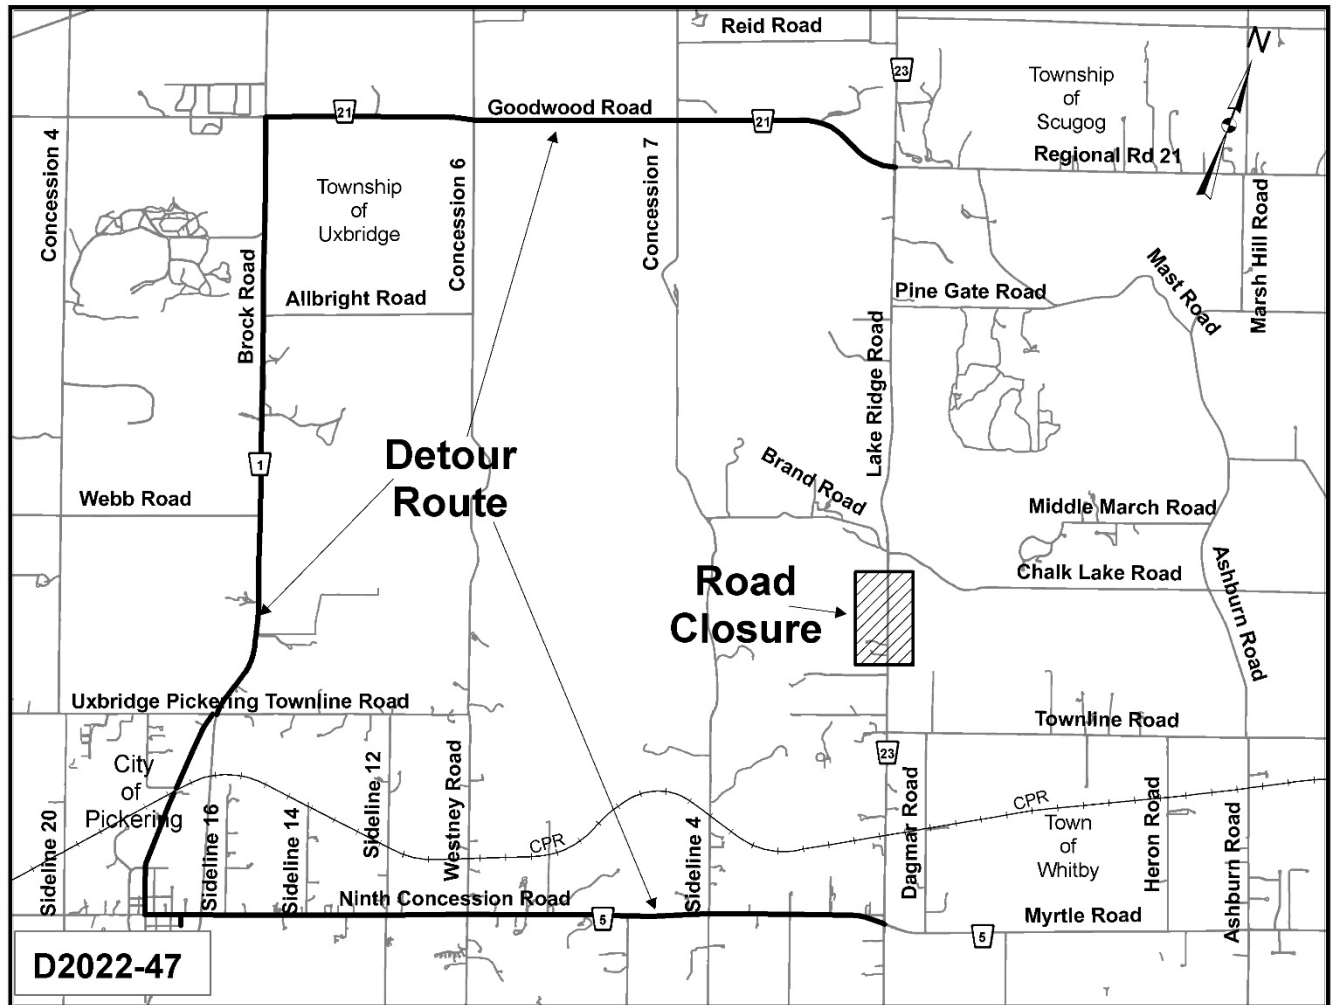 Reid Road
N
23
Township
of
Scugog
Goodwood Road
21
21
Regional Rd 21
Concession 4
Concession 6
Concession 7
Township
of
Uxbridge
Marsh Hill Road
Mast Road
Brock Road
Allbright Road
Pine Gate Road
Lake Ridge Road
Detour
Route
1
Webb Road
Brand Road
Middle March Road
Chalk Lake Road
Ashburn Road
Road
Closure
Uxbridge Pickering Townline Road
Townline Road
23
City
of
Pickering
Sideline 20
Sideline 16
Sideline 14
Sideline 12
Westney Road
CPR
Sideline 4
Dagmar Road
CPR
Town
of
Whitby
Heron Road
Ashburn Road
Ninth Concession Road
5
Myrtle Road
5
D2022-47